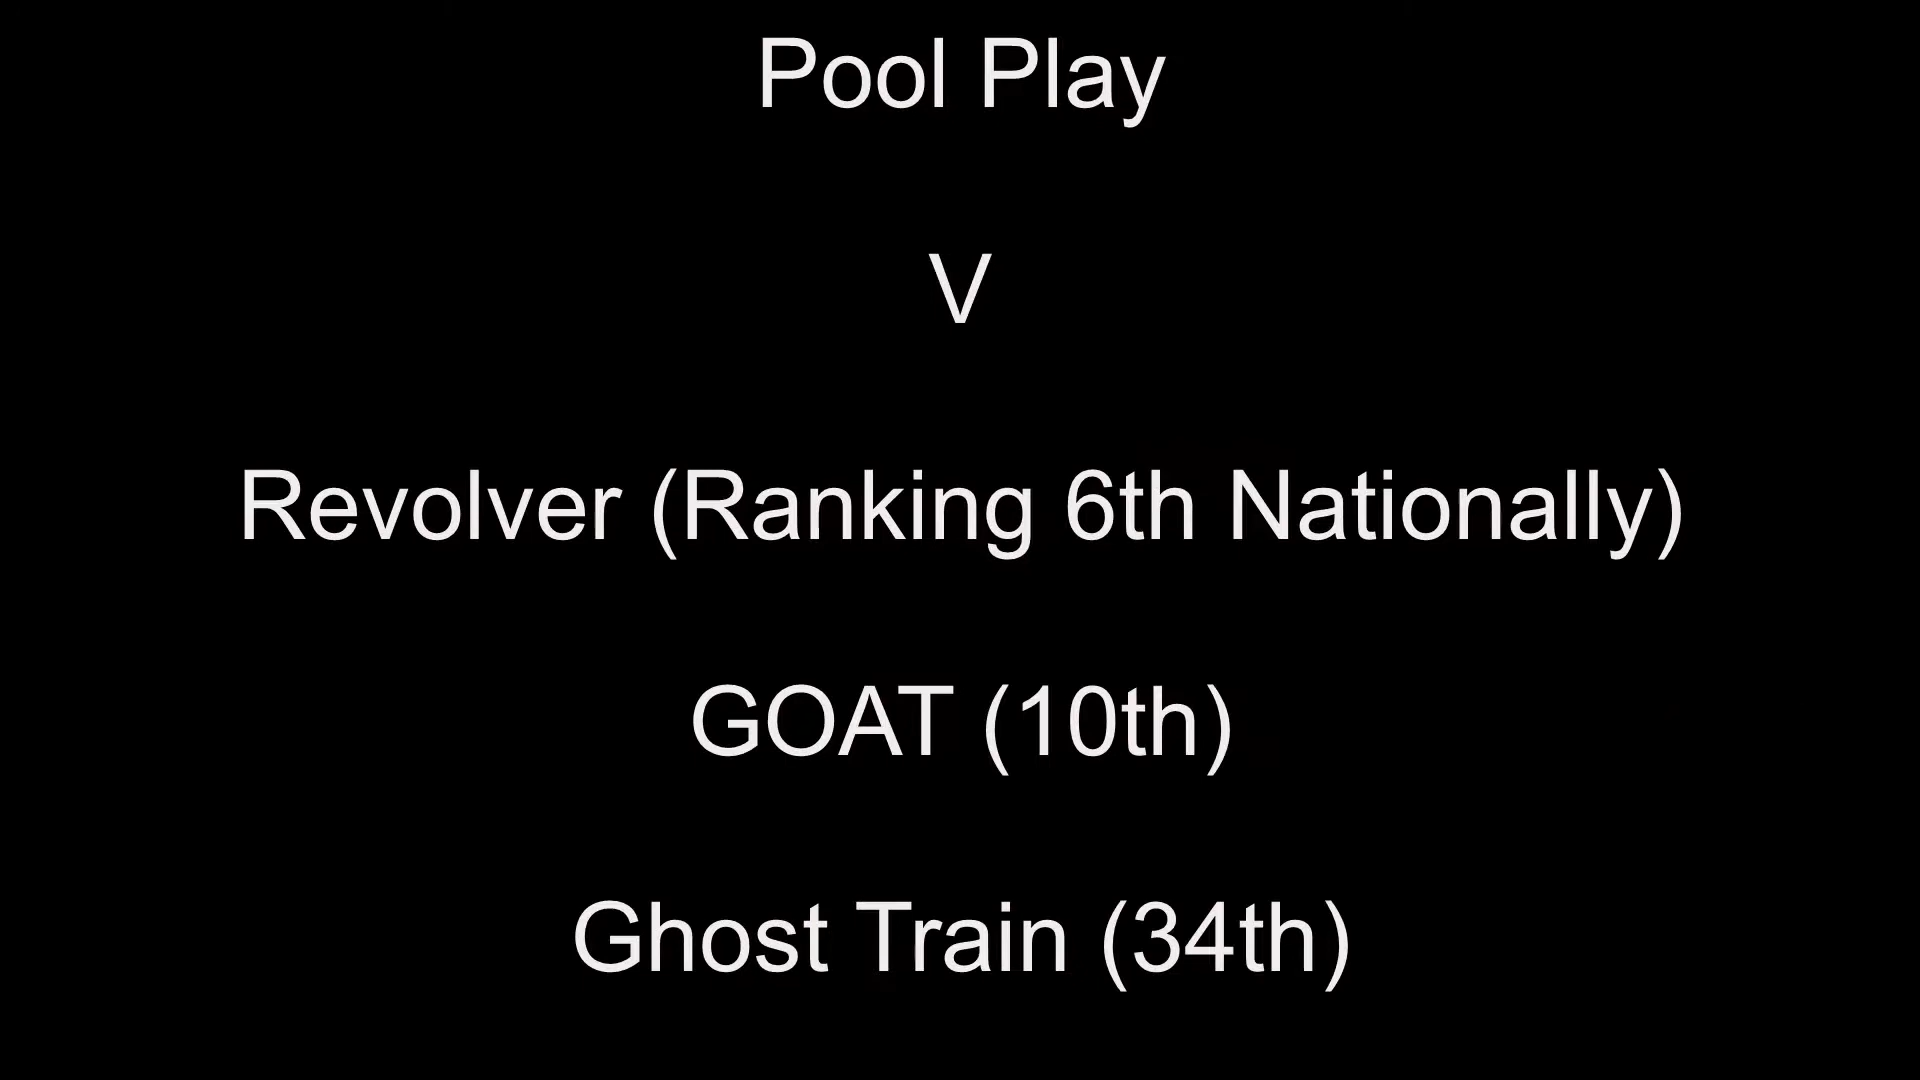 Pool Play
V
Revolver (Ranking 6th Nationally)
GOAT (10th)
Ghost Train (34th)